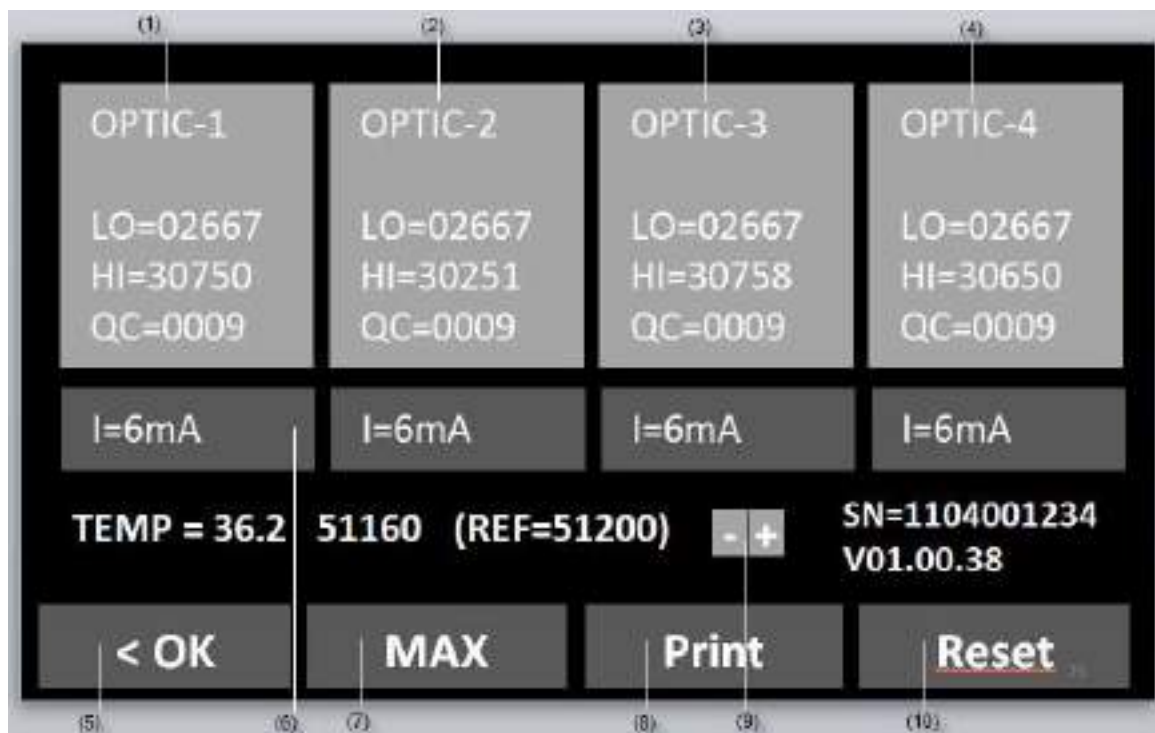 (1) (2) (3) (4)
OPTIC-1 OPTIC-2 OPTIC-3 OPTIC-4
LO=02667 LO=02667 LO=02667 LO=02667
HI=30750 HI=30251 HI=30758 HI=30650
QC=0009 QC=0009 QC=0009 QC=0009
I=6mA I=6mA I=6mA I=6mA
TEMP = 36.2 51160 (REF=51200) - + SN=1104001234
V01.00.38
< OK MAX Print Reset
(5) (6) (7) (8) (9) (10)